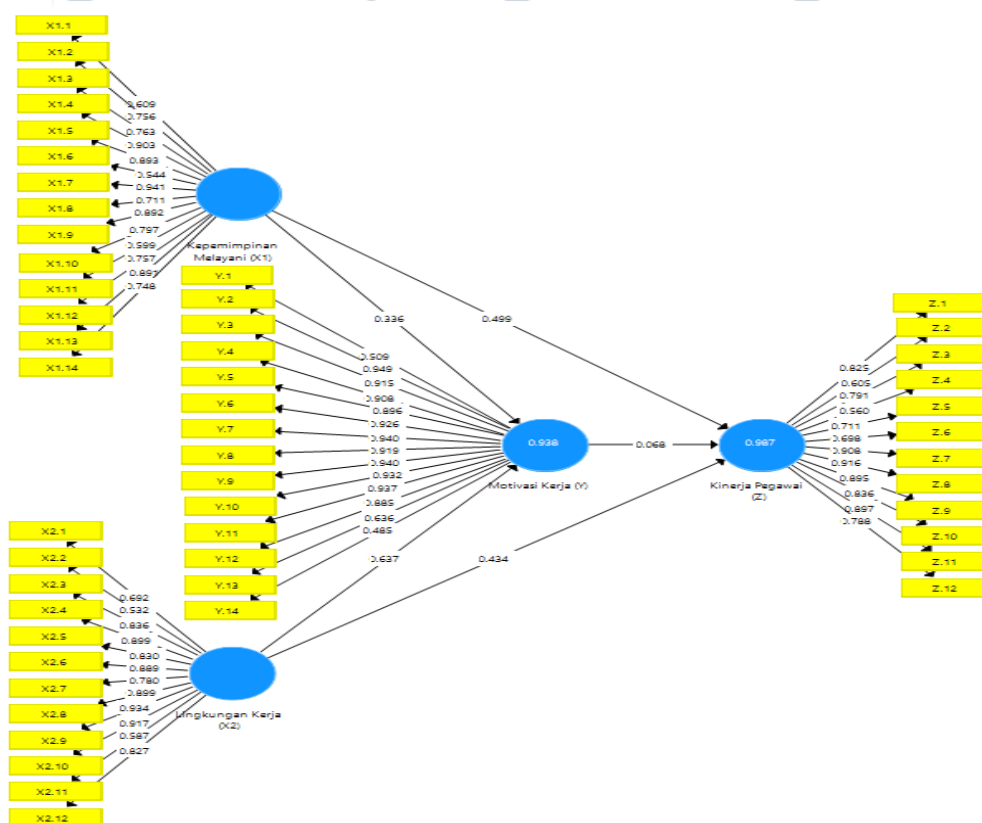 X1.1
X1.2
X1.3
X1.4
X1.5
X1.6
X1.7
X1.8
X1.9
X1.10
X1.11
X1.12
X1.13
X1.14
0.609
0.756
0.763
0.903
0.893
0.544
0.941
0.711
0.892
0.797
0.599
0.757
0.891
0.748
Kepemimpinan
Melayani (X1)
Y.1
Y.2
Y.3
Y.4
Y.5
Y.6
Y.7
Y.8
Y.9
Y.10
Y.11
Y.12
Y.13
Y.14
0.509
0.949
0.915
0.908
0.896
0.926
0.940
0.919
0.940
0.932
0.937
0.885
0.636
0.485
0.336
0.499
0.938
Motivasi Kerja (Y)
0.068
0.987
Kinerja Pegawai
(Z)
0.637
0.434
Z.1
Z.2
Z.3
Z.4
Z.5
Z.6
Z.7
Z.8
Z.9
Z.10
Z.11
Z.12
0.825
0.605
0.791
0.560
0.711
0.698
0.908
0.916
0.895
0.836
0.897
0.788
X2.1
X2.2
X2.3
X2.4
X2.5
X2.6
X2.7
X2.8
X2.9
X2.10
X2.11
X2.12
0.692
0.532
0.836
0.899
0.830
0.889
0.780
0.899
0.934
0.917
0.587
0.827
Lingkungan Kerja
(X2)